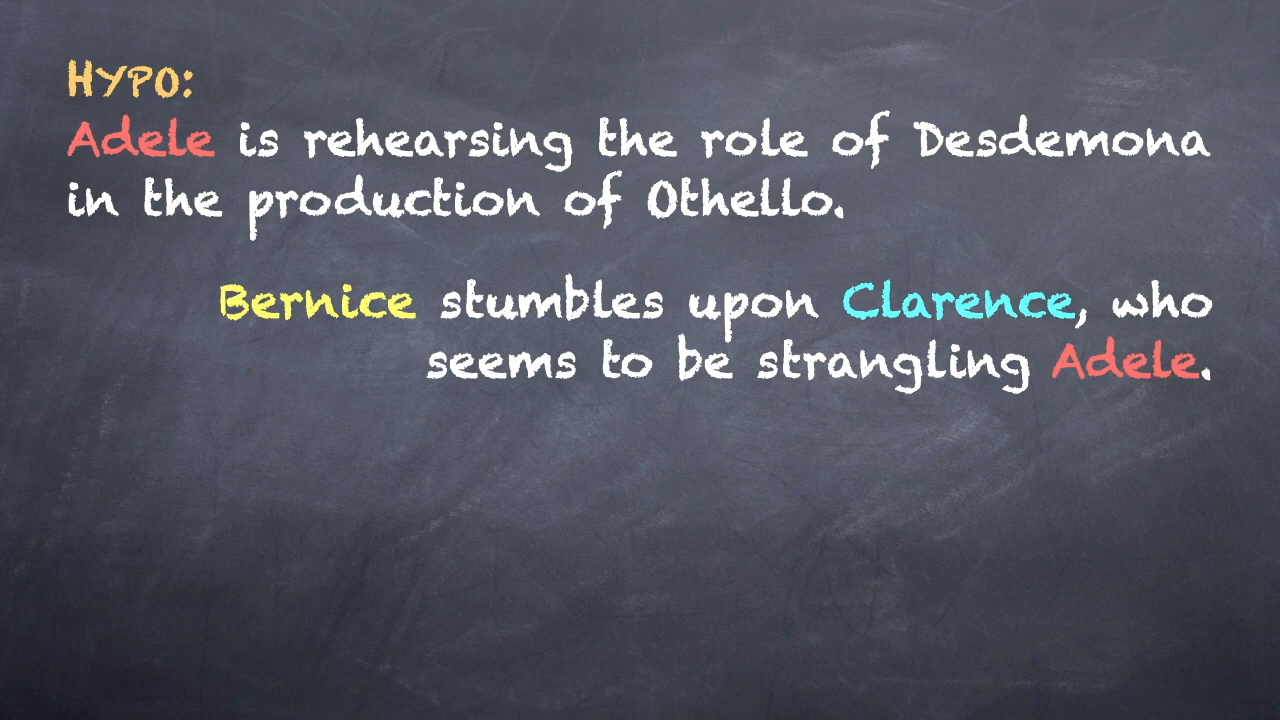 HYPO:
Adele is rehearsing the role of Desdemona
in the production of Othello.
Bernice stumbles upon Clarence, who
seems to be strangling Adele.